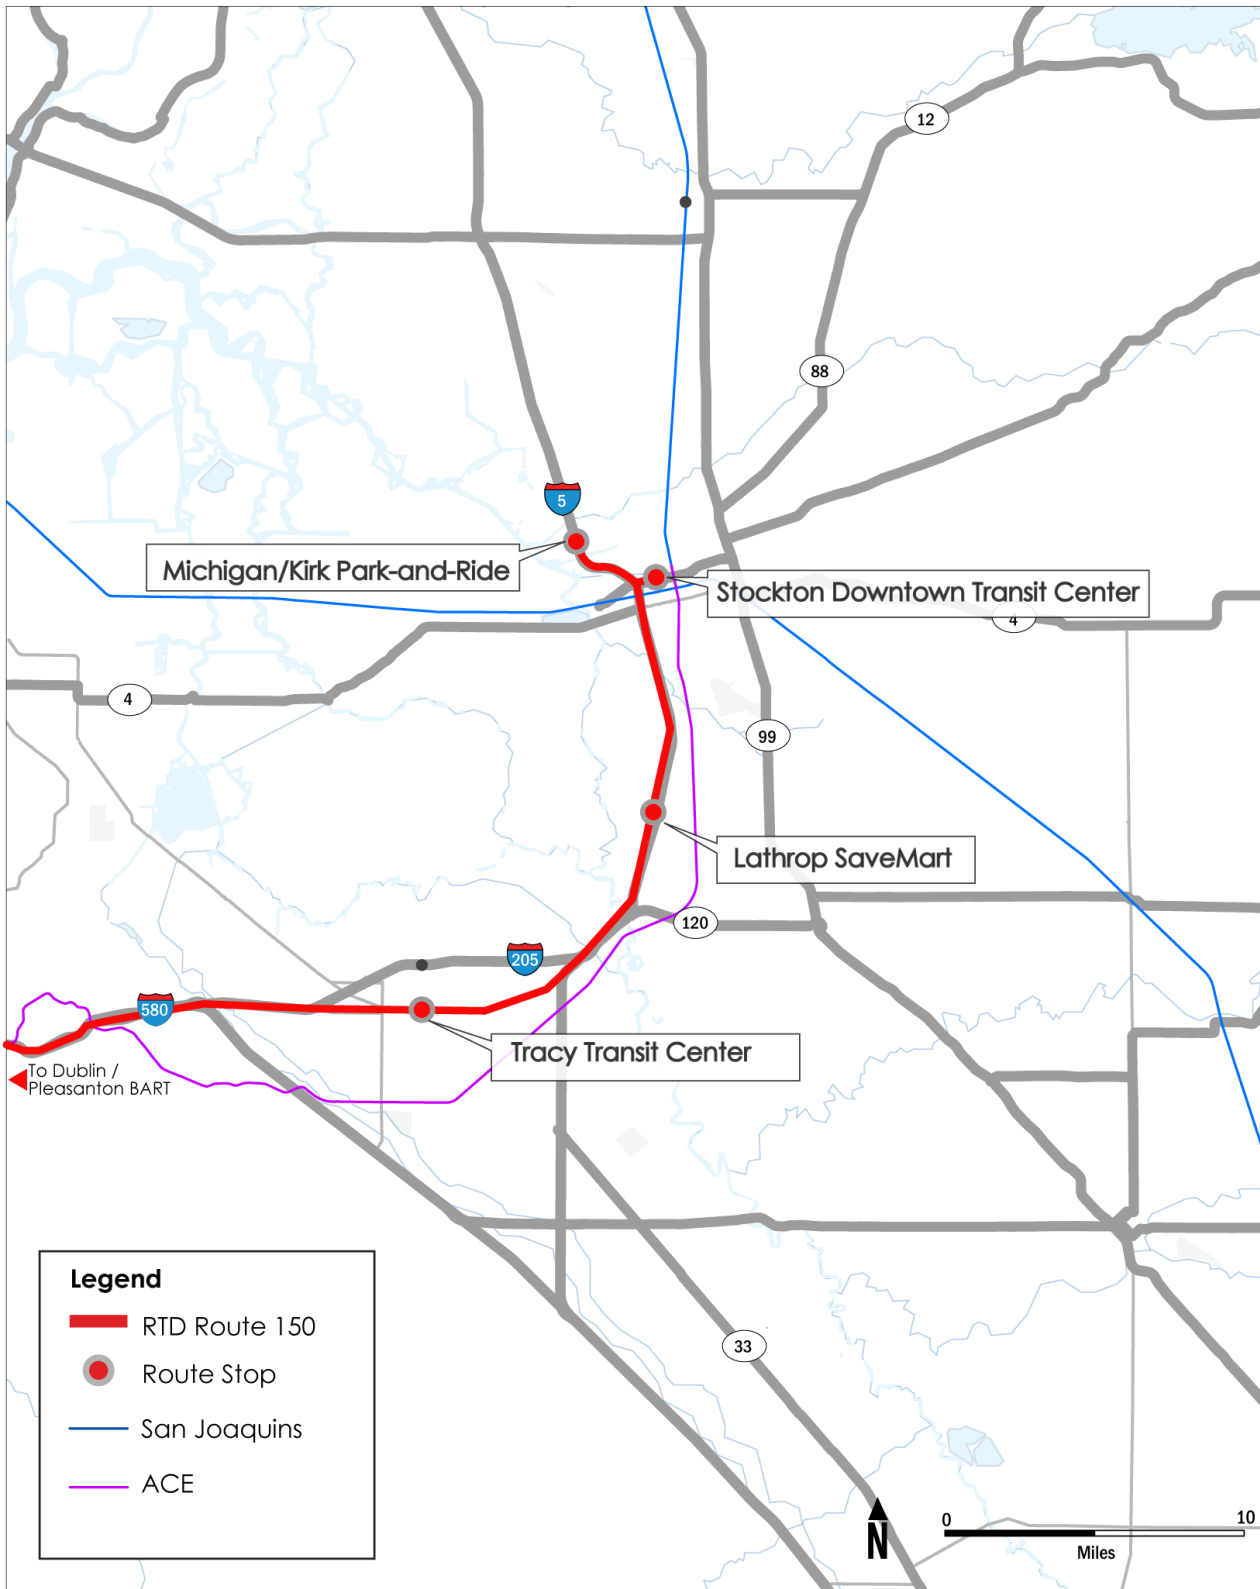 12
88
5
Michigan/Kirk Park-and-Ride
Stockton Downtown Transit Center
4
4
99
Lathrop SaveMart
120
205
580
Tracy Transit Center
To Dublin /
Pleasanton BART
Legend
RTD Route 150
Route Stop
San Joaquins
ACE
33
N
0
10
Miles